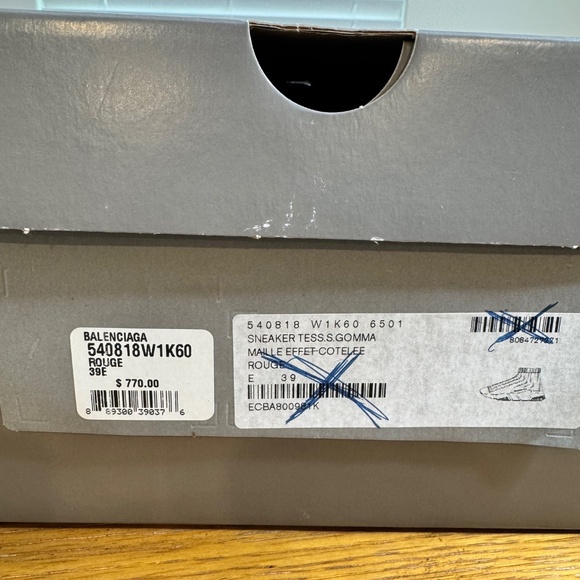 BALENCIAGA
540818W1K60
ROUGE
39E
$ 770.00
8 89300 39037 6
540818 W1K60 6501
SNEAKER TESS.S.GOMMA
MAILLE EFFET COTELEE
ROUGE
E 39